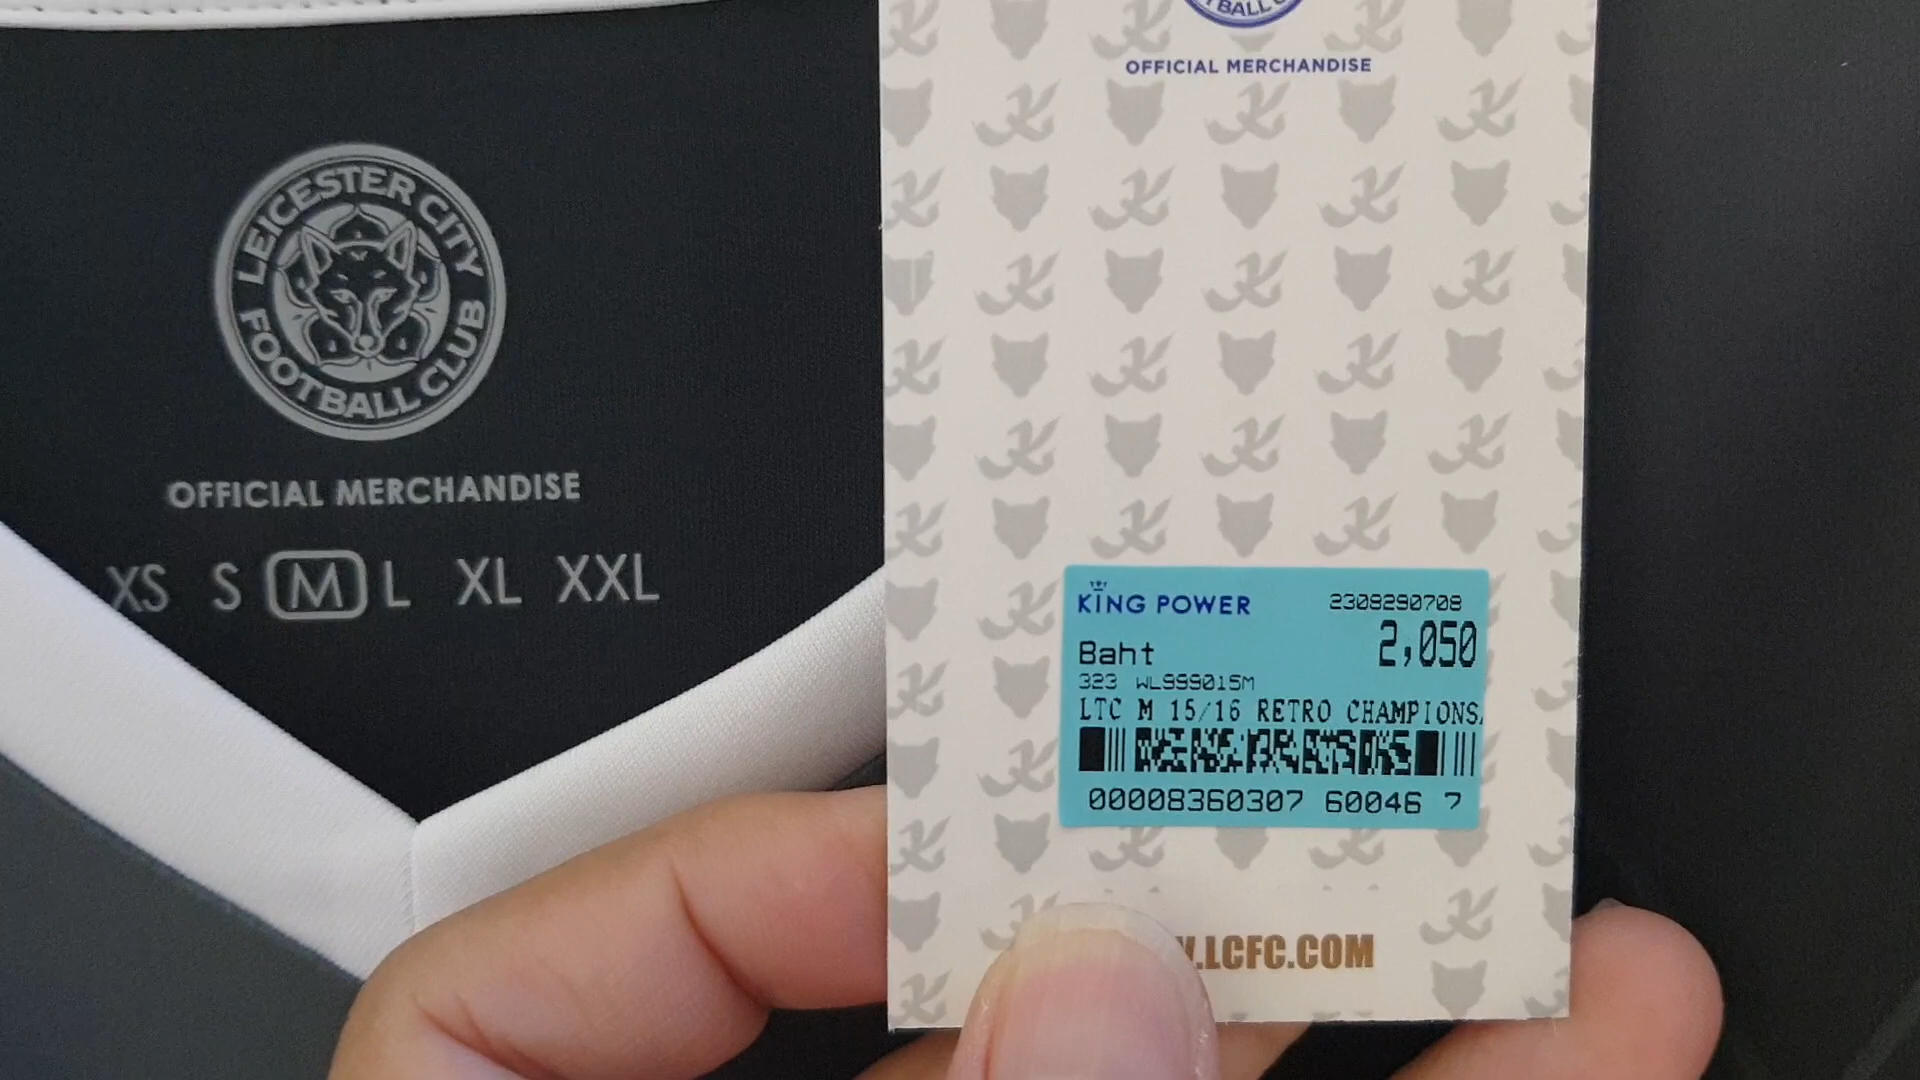 LEICESTER CITY
FOOTBALL CLUB
OFFICIAL MERCHANDISE
XS S M L XL XXL
OFFICIAL MERCHANDISE
KING POWER 2309290708
Baht 2,050
323 WL999015M
LTC M 15/16 RETRO CHAMPIONS
00008360307 60046 7
.LCFC.COM